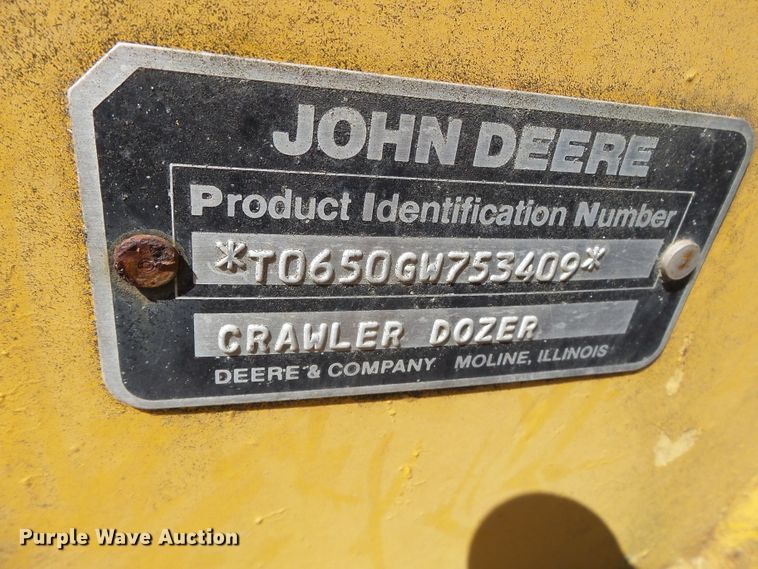 JOHN DEERE
Product Identification Number
*T0650GW753409*
CRAWLER DOZER
DEERE & COMPANY MOLINE, ILLINOIS
Purple Wave Auction